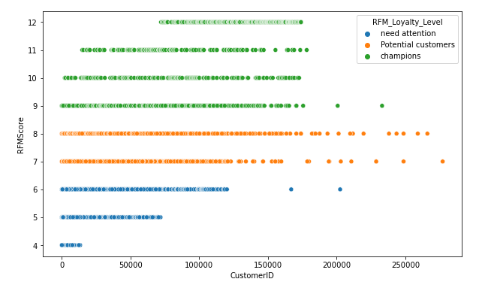 RFM_Loyalty_Level
need attention
Potential customers
champions
12
11
10
9
8
7
6
5
4
RFMScore
0
50000
100000
150000
200000
250000
CustomerID